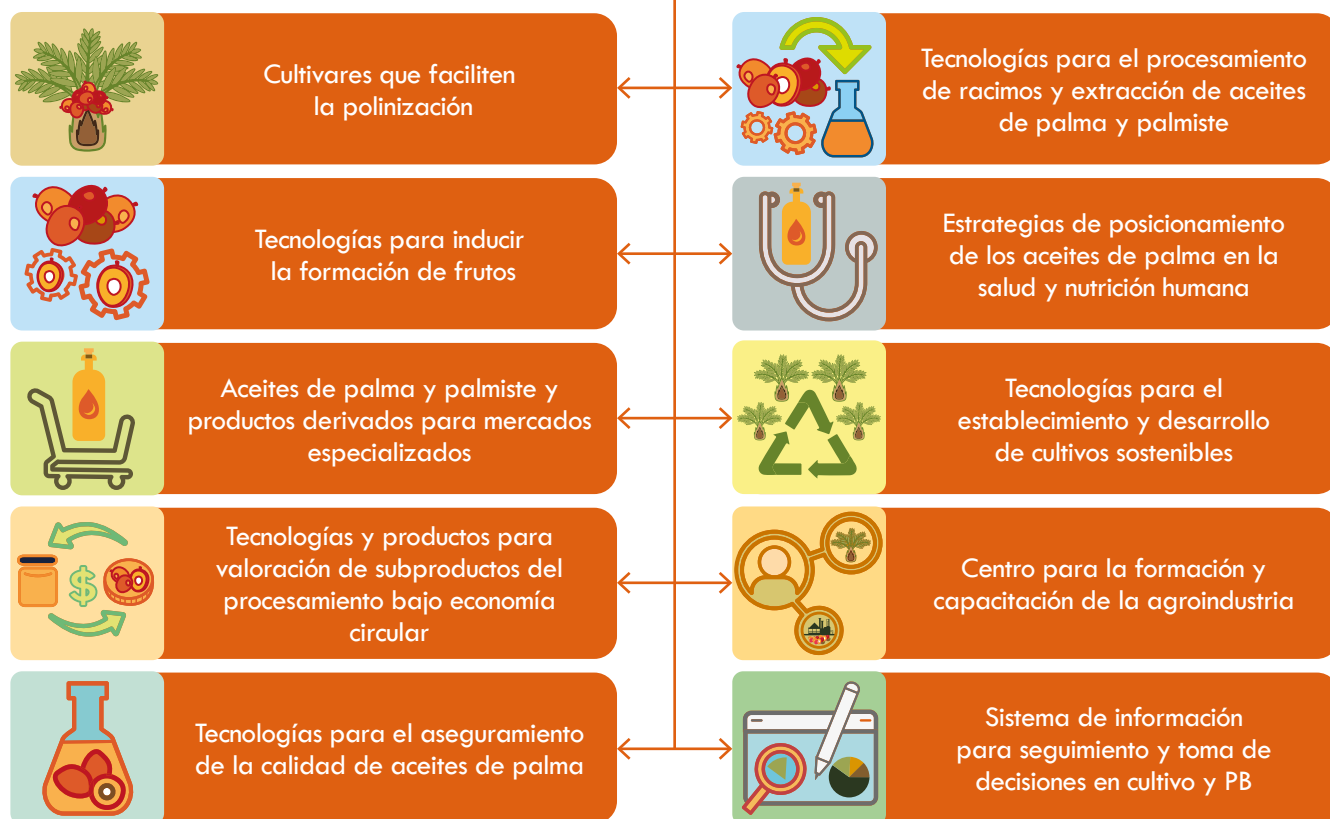 Cultivares que faciliten
la polinización
Tecnologías para el procesamiento
de racimos y extracción de aceites
de palma y palmiste
Tecnologías para inducir
la formación de frutos
Estrategias de posicionamiento
de los aceites de palma en la
salud y nutrición humana
Aceites de palma y palmiste y
productos derivados para mercados
especializados
Tecnologías para el
establecimiento y desarrollo
de cultivos sostenibles
Tecnologías y productos para
valoración de subproductos del
procesamiento bajo economía
circular
$
Centro para la formación y
capacitación de la agroindustria
Tecnologías para el aseguramiento
de la calidad de aceites de palma
Sistema de información
para seguimiento y toma de
decisiones en cultivo y PB